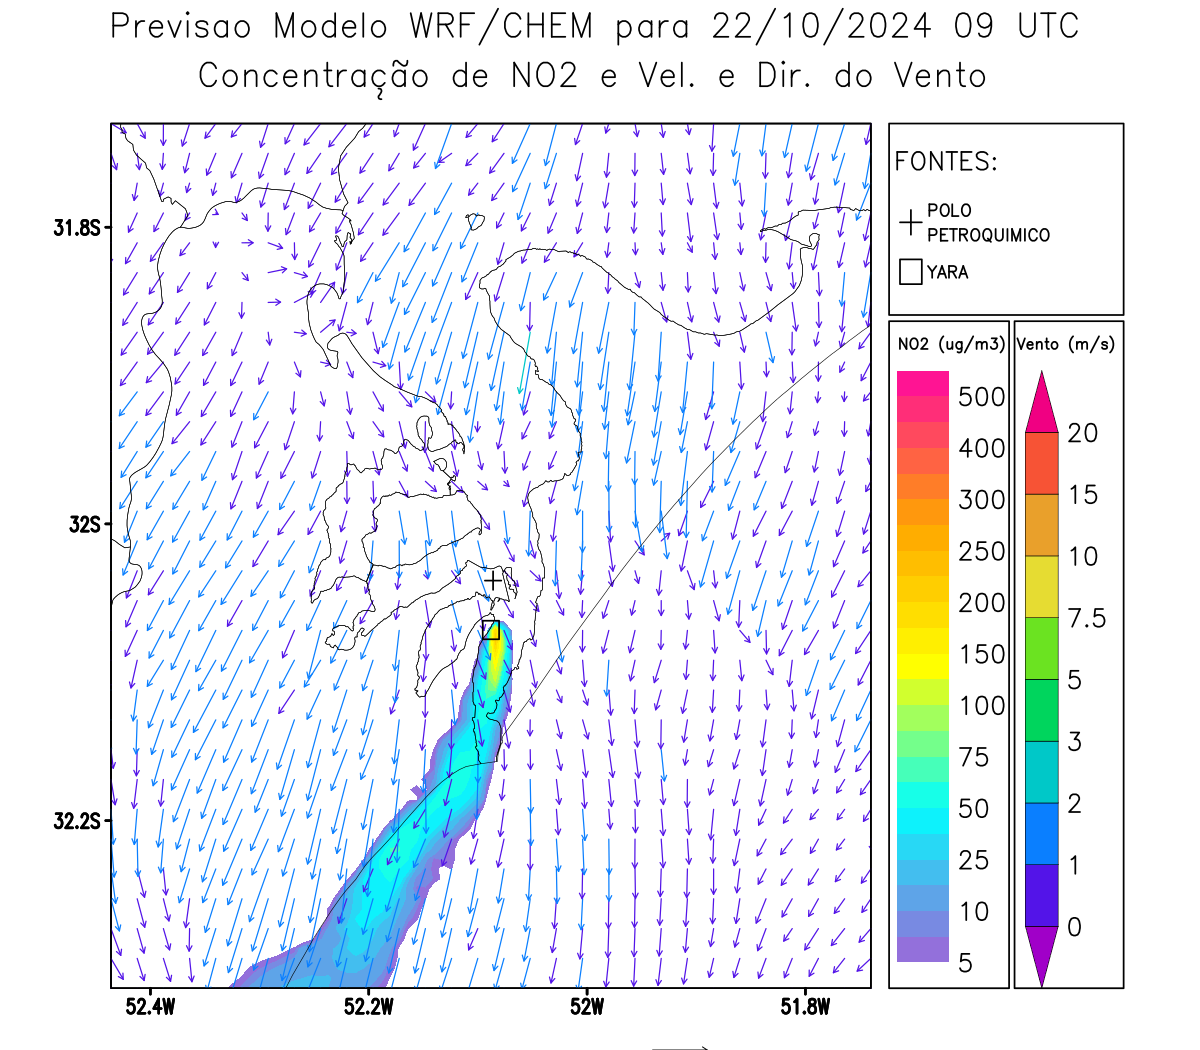 Previsao Modelo WRF/CHEM para 22/10/2024 09 UTC
Concentração de NO2 e Vel. e Dir. do Vento
FONTES:
POLO
PETROQUIMICO
YARA
31.8S
32S
32.2S
52.4W
52.2W
52W
51.8W
NO2 (ug/m3)
500
400
300
250
200
150
100
75
50
25
10
5
Vento (m/s)
20
15
10
7.5
5
3
2
1
0